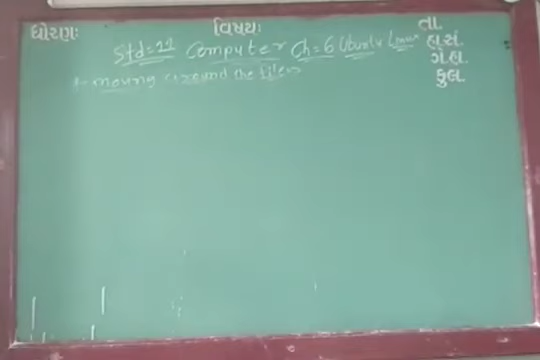 ધોરણઃ વિષયઃ તા.
Std=11 Computer Ch=6 Ubuntu Linux હા.સં.
ગે.હા.
moving around the files
કુલ.